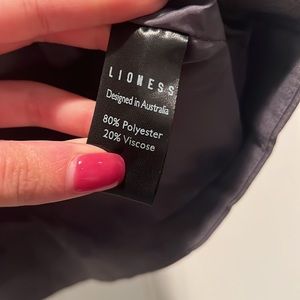 LIONESS
Designed in Australia
80% Polyester
20% Viscose